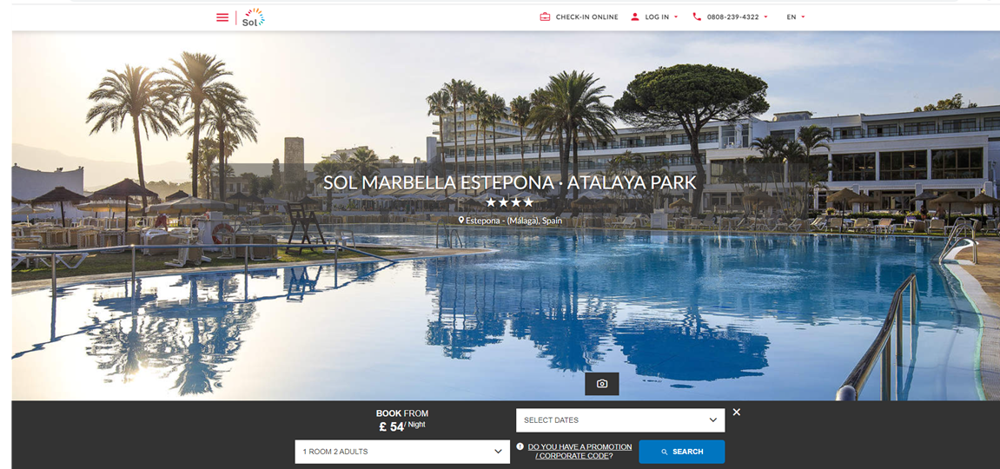 Sol
CHECK-IN ONLINE
LOG IN
0808-239-4322
EN
SOL MARBELLA ESTEPONA · ATALAYA PARK
Estepona - (Málaga), Spain
BOOK FROM
£ 54/ Night
SELECT DATES
1 ROOM 2 ADULTS
DO YOU HAVE A PROMOTION
/ CORPORATE CODE?
SEARCH